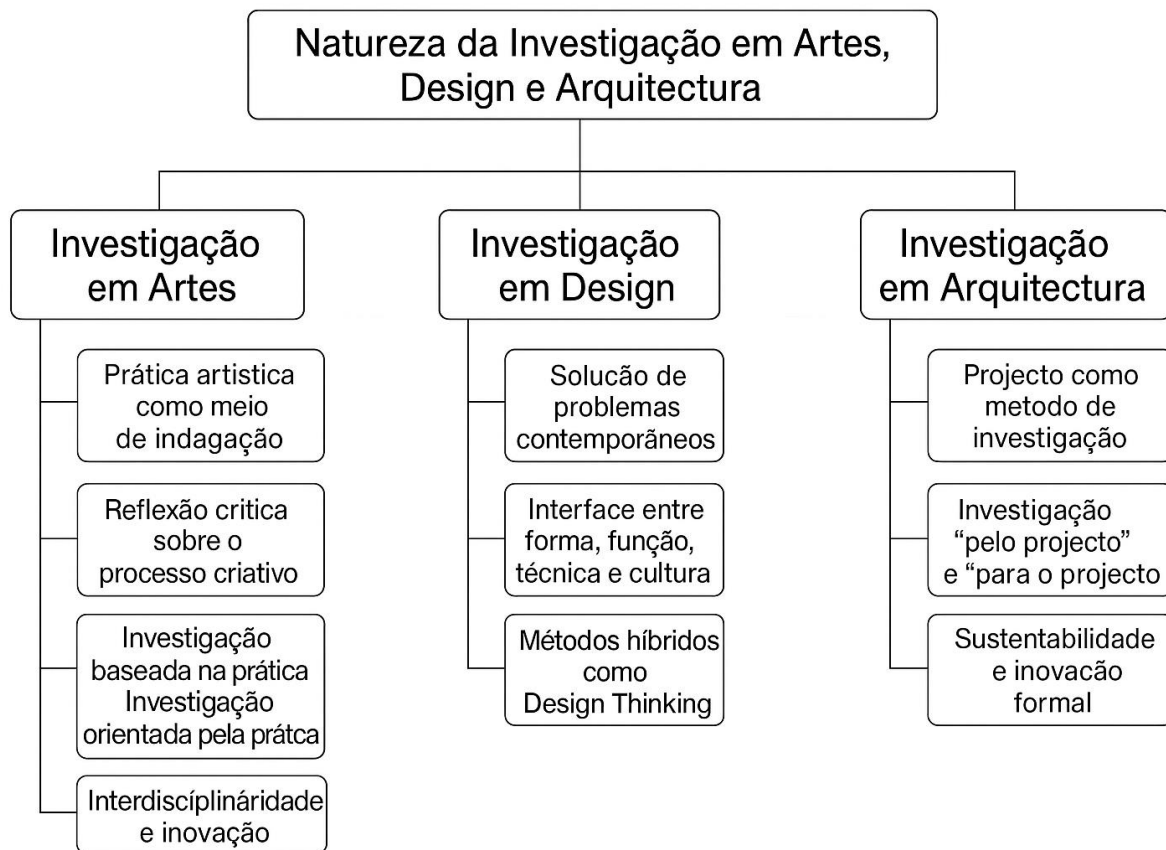 Natureza da Investigação em Artes,
Design e Arquitectura
Investigação
em Artes
Prática artistica
como meio
de indagação
Reflexão critica
sobre o
processo criativo
Investigação
baseada na prática
Investigação
orientada pela prátca
Interdiscíplináridade
e inovação
Investigação
em Design
Solucão de
problemas
contemporãneos
Interface entre
forma, função,
técnica e cultura
Métodos híbridos
como
Design Thinking
Investigação
em Arquitectura
Projecto como
metodo de
investigação
Investigação
“pelo projecto”
e “para o projecto
Sustentabilidade
e inovacão
formal